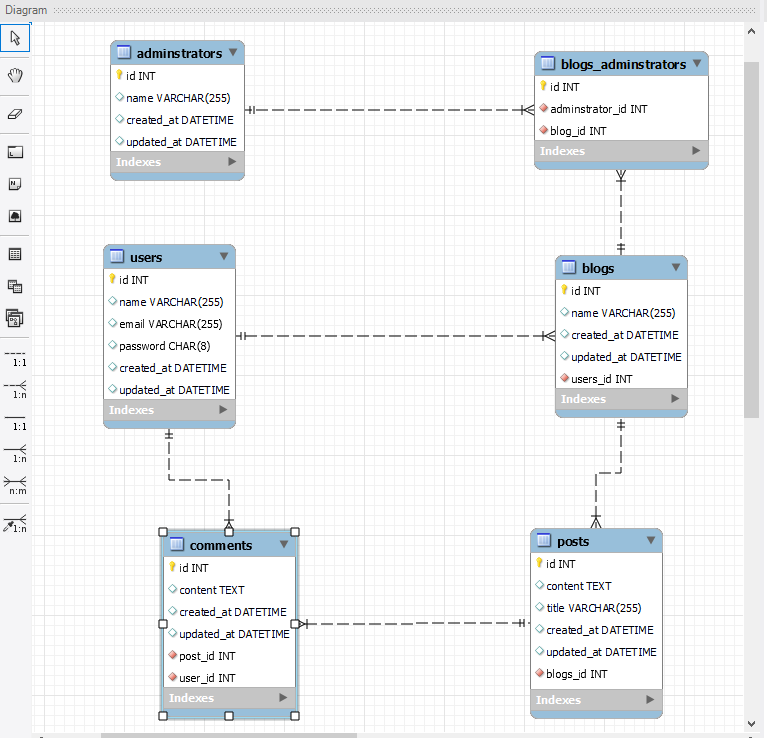 Diagram
1:1
1:n
1:1
1:n
n:m
1:n
adminstrators
id INT
name VARCHAR(255)
created_at DATETIME
updated_at DATETIME
Indexes
blogs_adminstrators
id INT
adminstrator_id INT
blog_id INT
Indexes
users
id INT
name VARCHAR(255)
email VARCHAR(255)
password CHAR(8)
created_at DATETIME
updated_at DATETIME
Indexes
blogs
id INT
name VARCHAR(255)
created_at DATETIME
updated_at DATETIME
users_id INT
Indexes
comments
id INT
content TEXT
created_at DATETIME
updated_at DATETIME
post_id INT
user_id INT
Indexes
posts
id INT
content TEXT
title VARCHAR(255)
created_at DATETIME
updated_at DATETIME
blogs_id INT
Indexes